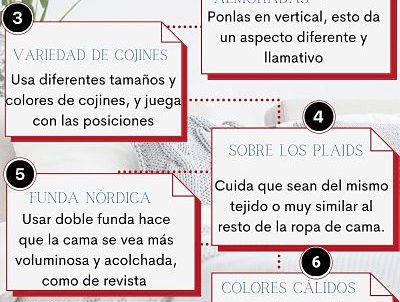 ALMOHADAS
Ponlas en vertical, esto da
un aspecto diferente y
llamativo
3
VARIEDAD DE COJINES
Usa diferentes tamaños y
colores de cojines, y juega
con las posiciones
4
SOBRE LOS PLAIDS
Cuida que sean del mismo
tejido o muy similar al
resto de la ropa de cama.
5
FUNDA NÓRDICA
Usar doble funda hace
que la cama se vea más
voluminosa y acolchada,
como de revista
6
COLORES CÁLIDOS